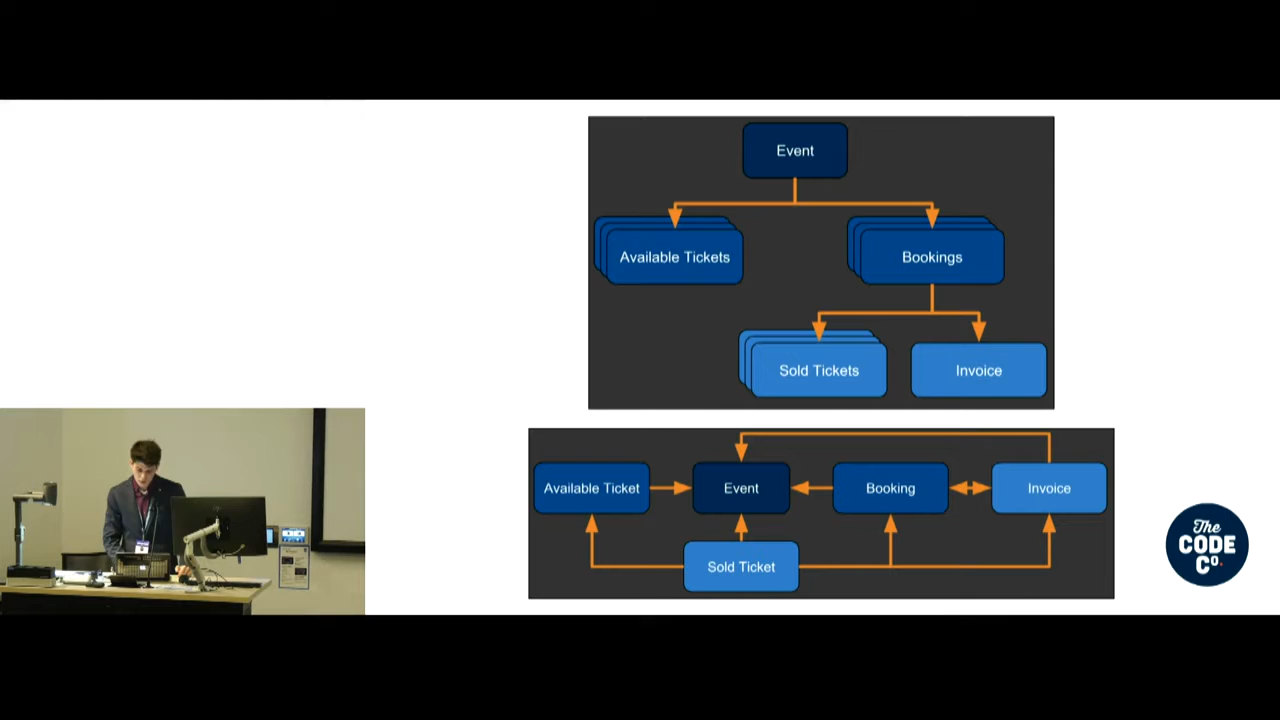 Event
Available Tickets
Bookings
Sold Tickets
Invoice
Available Ticket
Event
Booking
Invoice
Sold Ticket
The
CODE
Co.